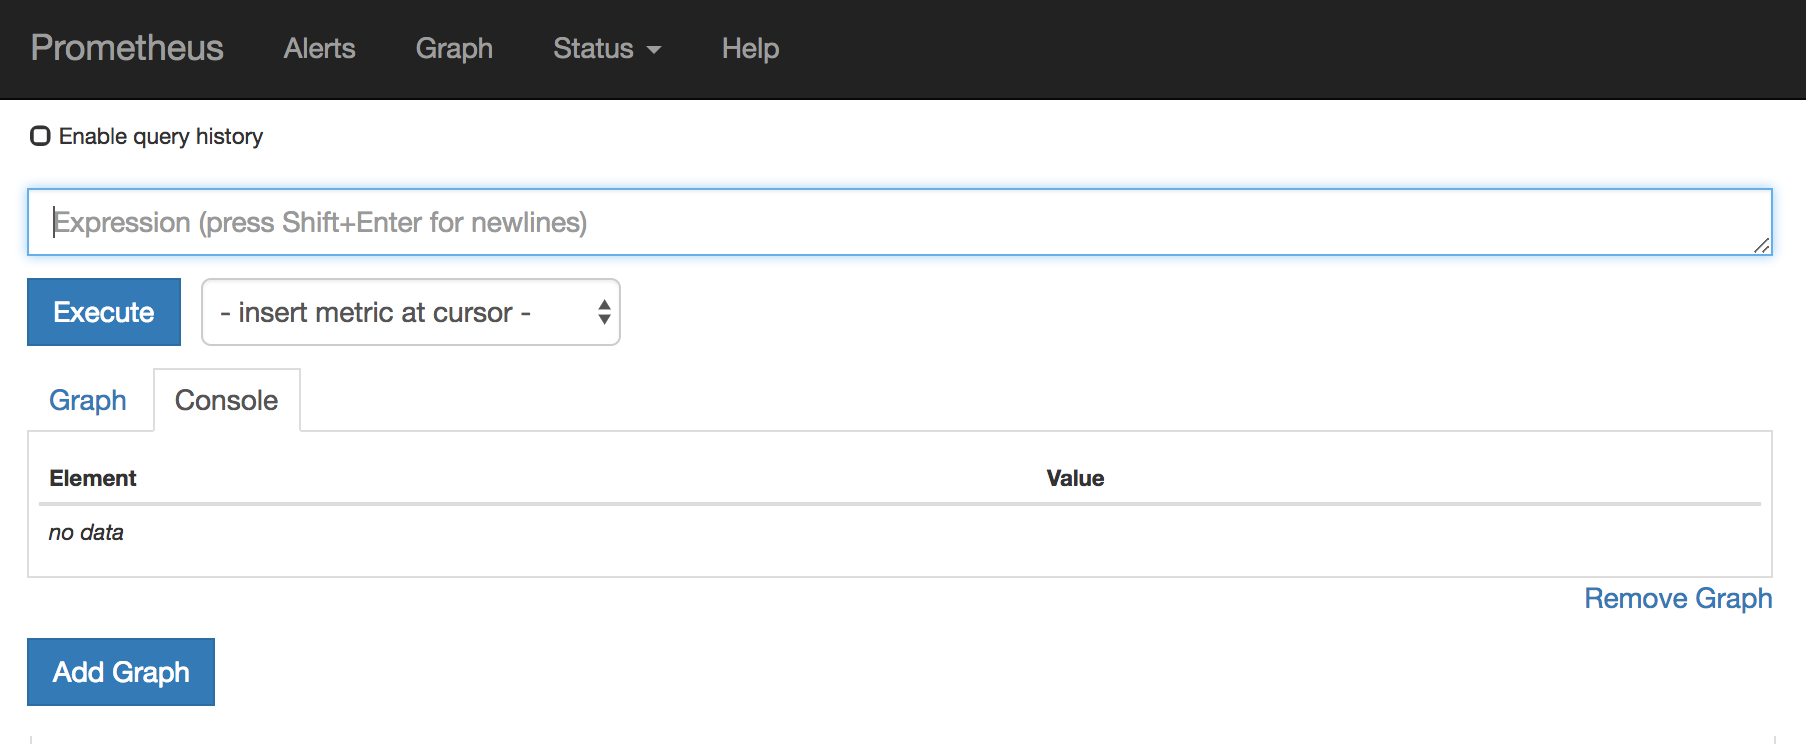 Prometheus Alerts Graph Status Help
Enable query history
Expression (press Shift+Enter for newlines)
Execute - insert metric at cursor -
Graph Console
Element Value
no data
Remove Graph
Add Graph